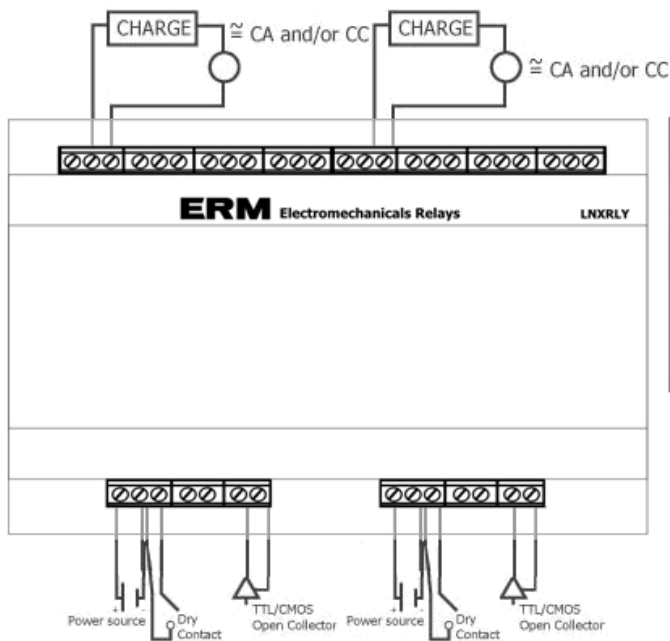 CHARGE ≅ CA and/or CC
CHARGE ≅ CA and/or CC
ERM Electromechanicals Relays LNXRLY
+ - Power source
Dry Contact
TTL/CMOS
Open Collector
+ - Power source
Dry Contact
TTL/CMOS
Open Collector